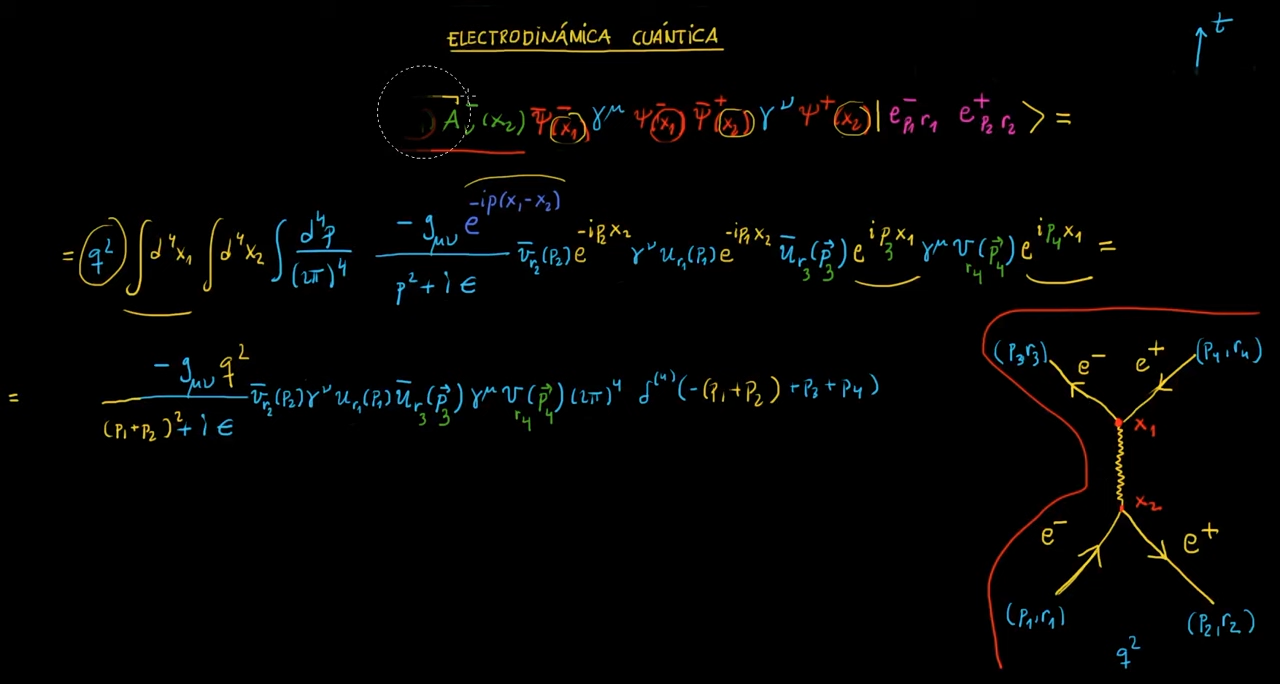 ELECTRODINÁMICA CUÁNTICA
t
A⁻_ν(x₂) ψ̄⁻(x₁) γ^μ ψ⁻(x₁) ψ̄⁺(x₂) γ^ν ψ⁺(x₂) | e⁻_{p₁r₁} e⁺_{p₂r₂} > =
= q² ∫ d⁴x₁ ∫ d⁴x₂ ∫ d⁴p/(2π)⁴ (-g_{μν} e^{-ip(x₁-x₂)})/(p²+iε) v̄_{r₂}(p₂) e^{-ip₂x₂} γ^ν u_{r₁}(p₁) e^{-ip₁x₂} ū_{r₃}(p⃗₃) e^{ip₃x₁} γ^μ v_{r₄}(p⃗₄) e^{ip₄x₁} =
= (-g_{μν} q²)/((p₁+p₂)²+iε) v̄_{r₂}(p₂) γ^ν u_{r₁}(p₁) ū_{r₃}(p⃗₃) γ^μ v_{r₄}(p⃗₄) (2π)⁴ δ⁽⁴⁾(-(p₁+p₂)+p₃+p₄)
(p₃r₃) e⁻ e⁺ (p₄,r₄)
x₁
x₂
e⁻ e⁺
(p₁,r₁) (p₂,r₂)
q²